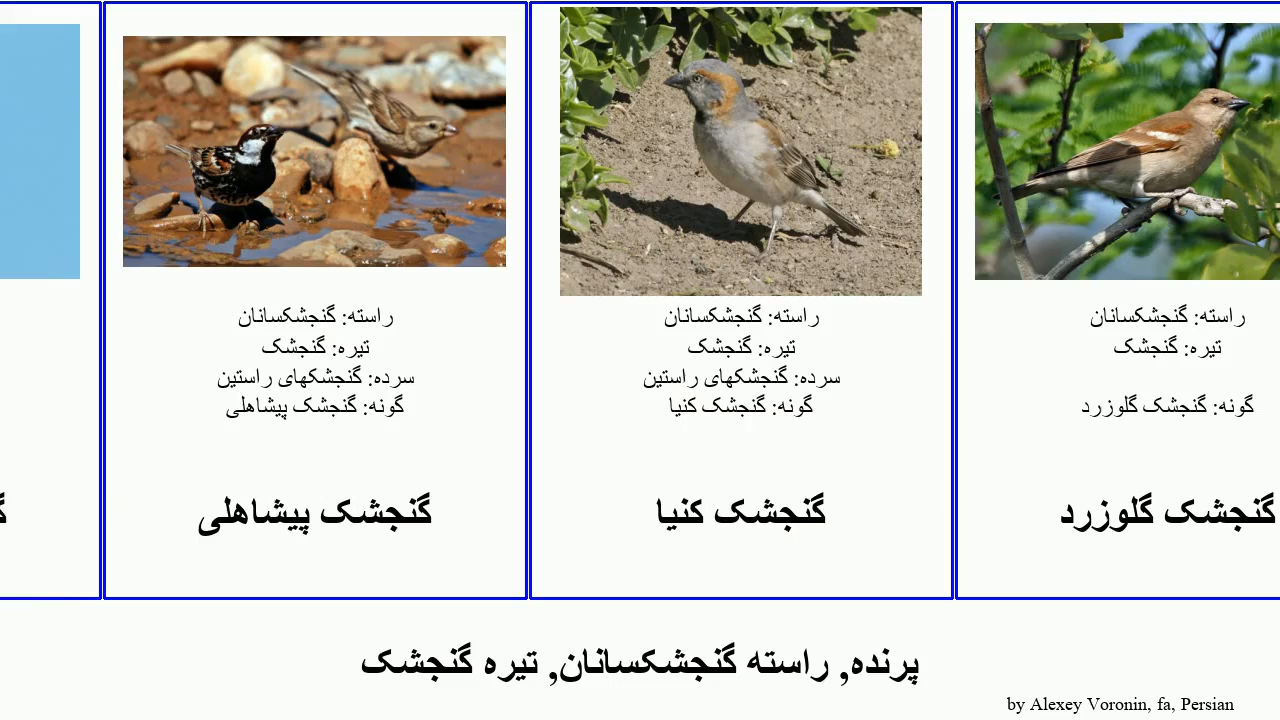 راسته: گنجشکسانان
تیره: گنجشک
سرده: گنجشکهای راستین
گونه: گنجشک پیشاهلی
گنجشک پیشاهلی
راسته: گنجشکسانان
تیره: گنجشک
سرده: گنجشکهای راستین
گونه: گنجشک کنیا
گنجشک کنیا
راسته: گنجشکسانان
تیره: گنجشک
گونه: گنجشک گلوزرد
گنجشک گلوزرد
پرنده, راسته گنجشکسانان, تیره گنجشک
by Alexey Voronin, fa, Persian